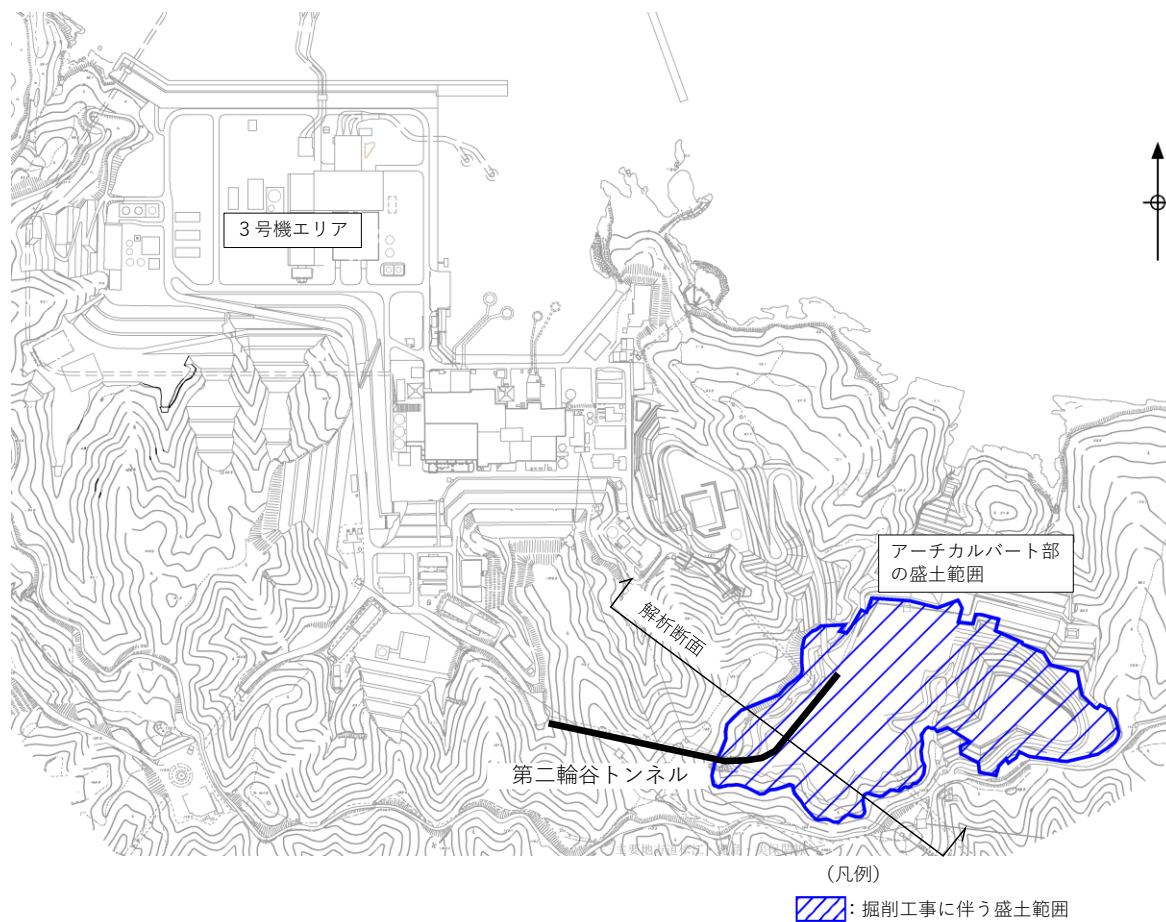 ３号機エリア
アーチカルバート部
の盛土範囲
解析断面
第二輪谷トンネル
(凡例)
：掘削工事に伴う盛土範囲